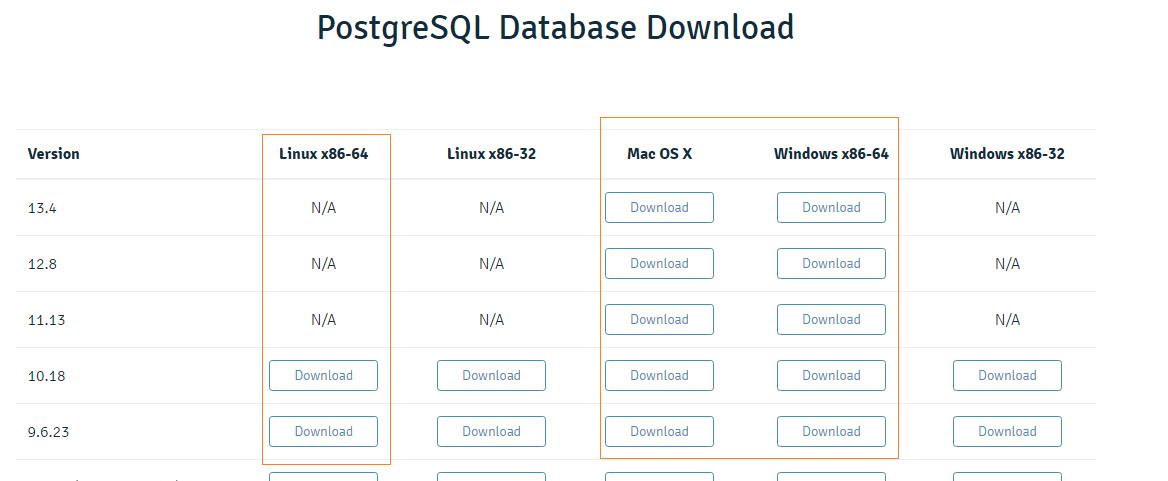 PostgreSQL Database Download
Version Linux x86-64 Linux x86-32 Mac OS X Windows x86-64 Windows x86-32
13.4 N/A N/A Download Download N/A
12.8 N/A N/A Download Download N/A
11.13 N/A N/A Download Download N/A
10.18 Download Download Download Download Download
9.6.23 Download Download Download Download Download